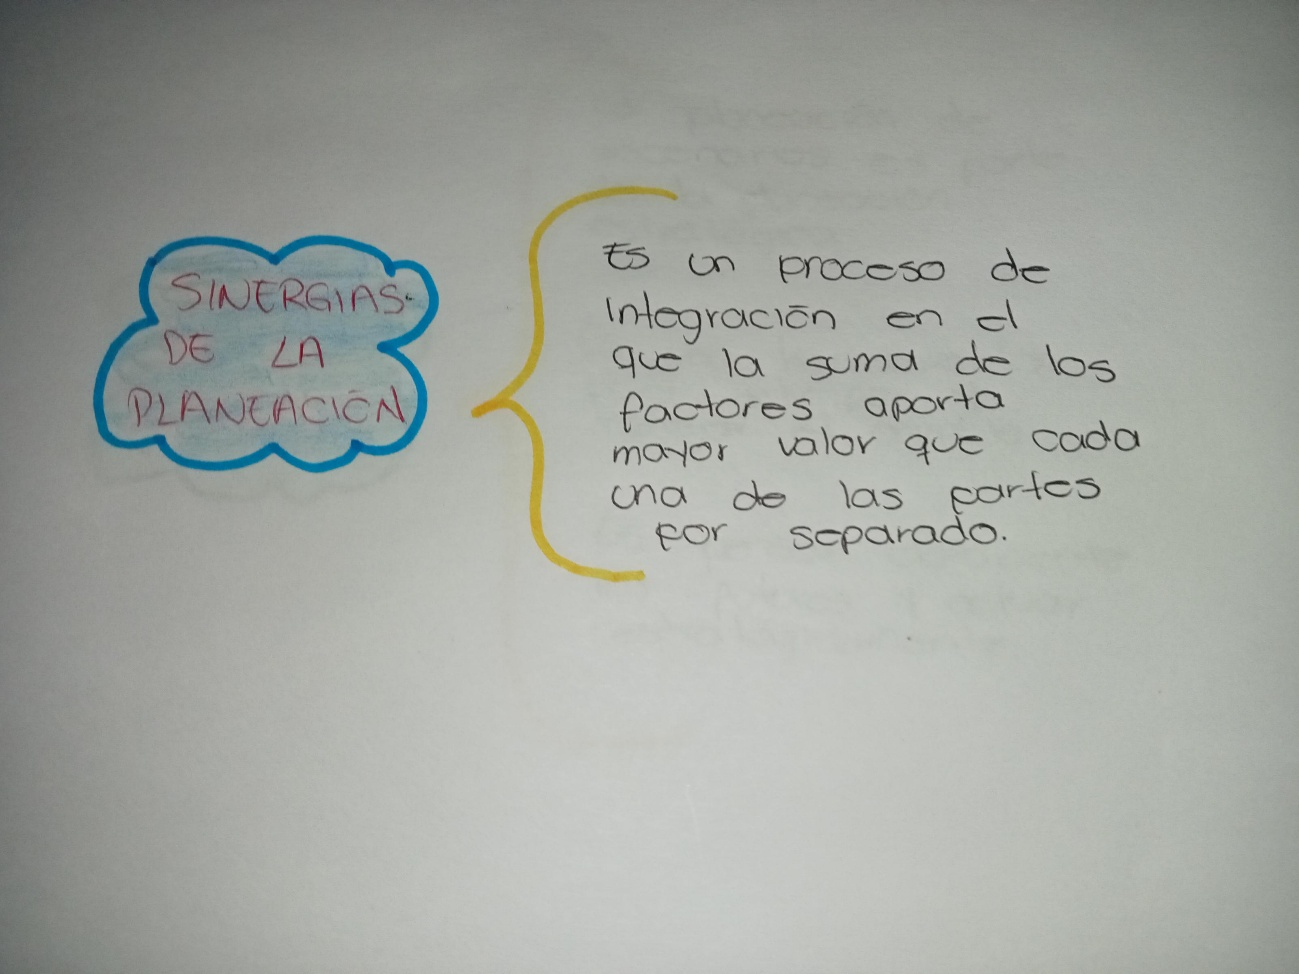 SINERGIAS
DE LA
PLANEACIÓN
Es un proceso de
integración en el
que la suma de los
factores aporta
mayor valor que cada
una de las partes
por separado.